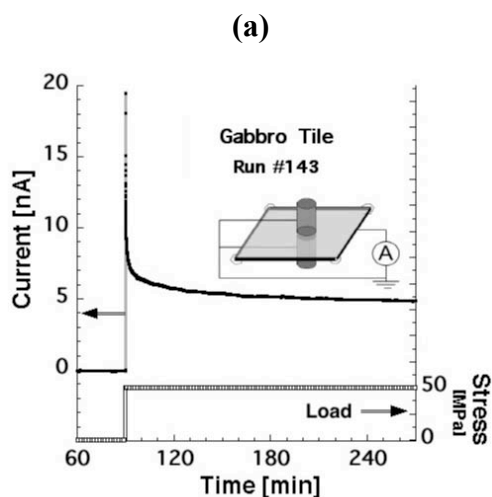 (a)
20
15
10
5
0
Current [nA]
Gabbro Tile
Run #143
A
Load
50
0
Stress
[MPa]
60
120
180
240
Time [min]